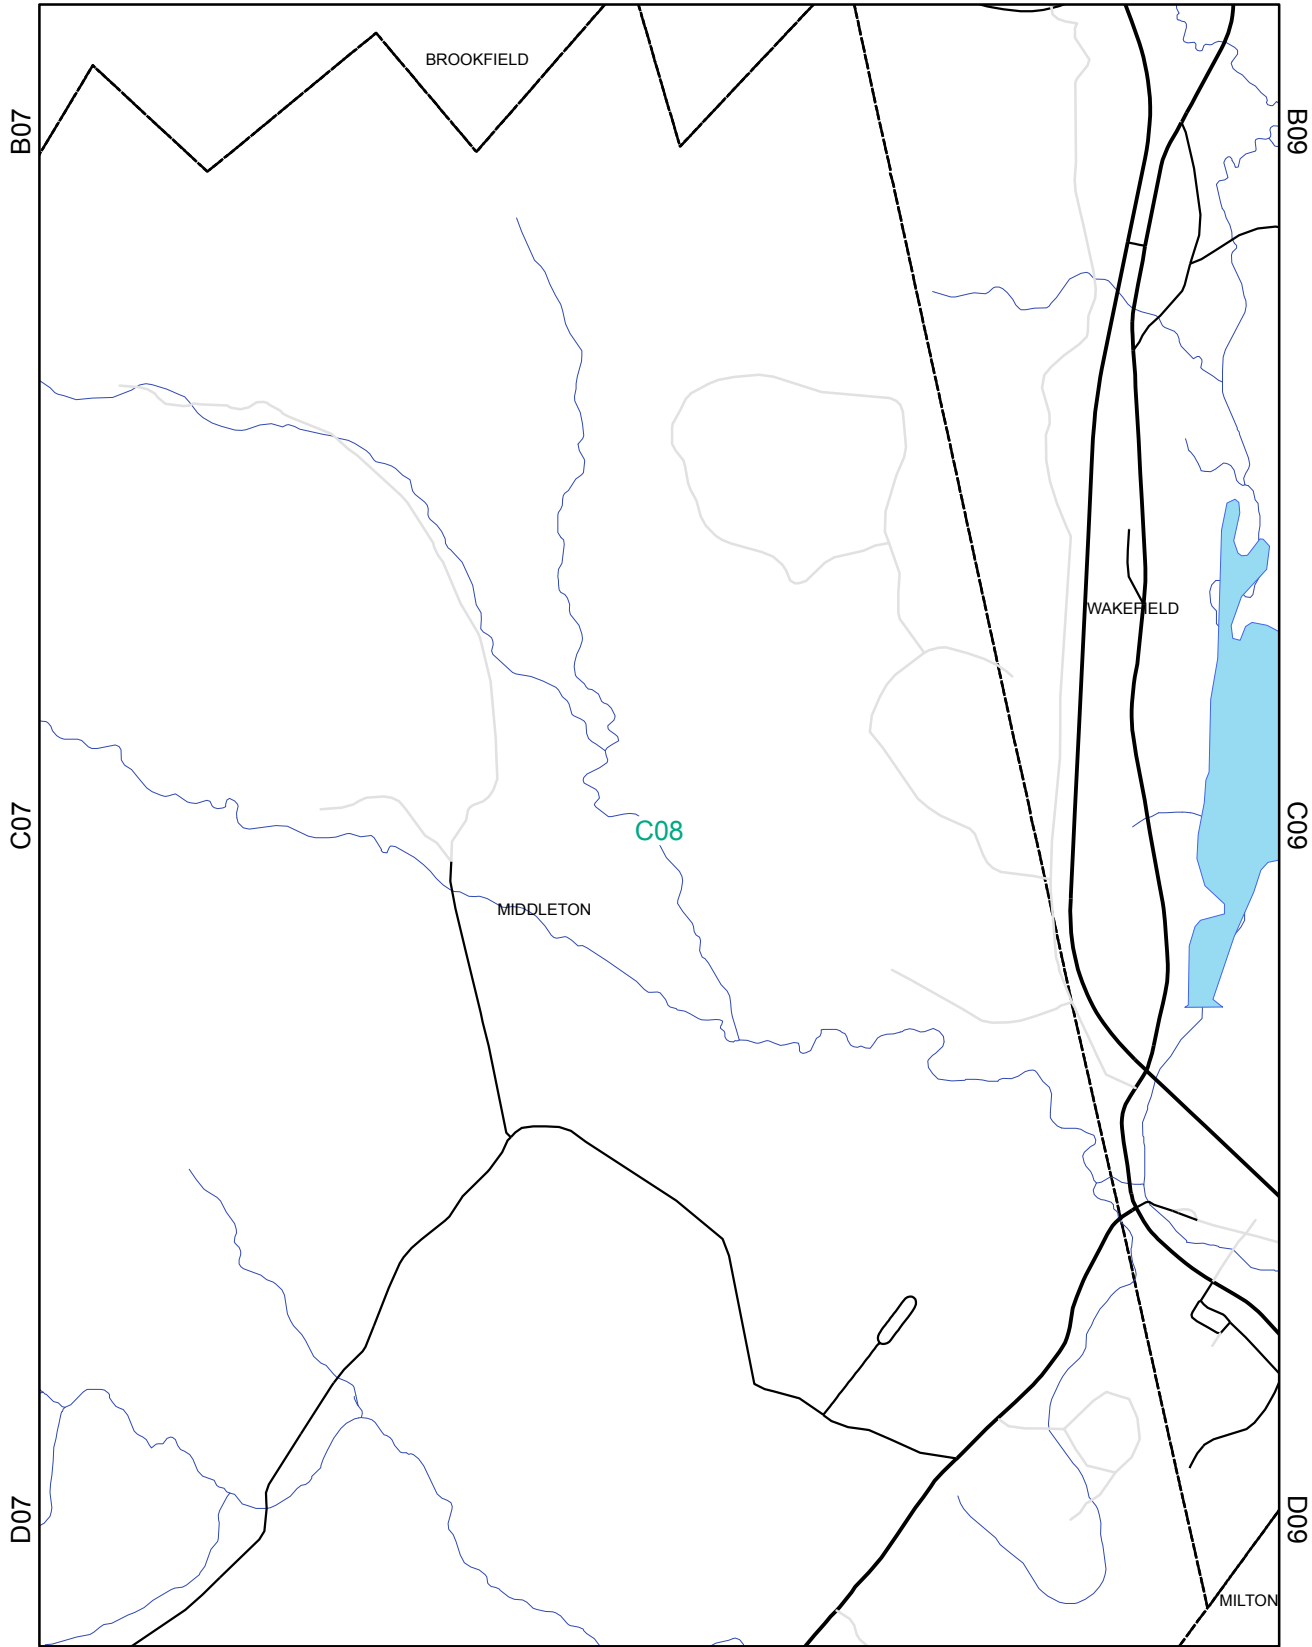 BROOKFIELD
B07
B09
WAKEFIELD
C07
C08
C09
MIDDLETON
D07
D09
MILTON